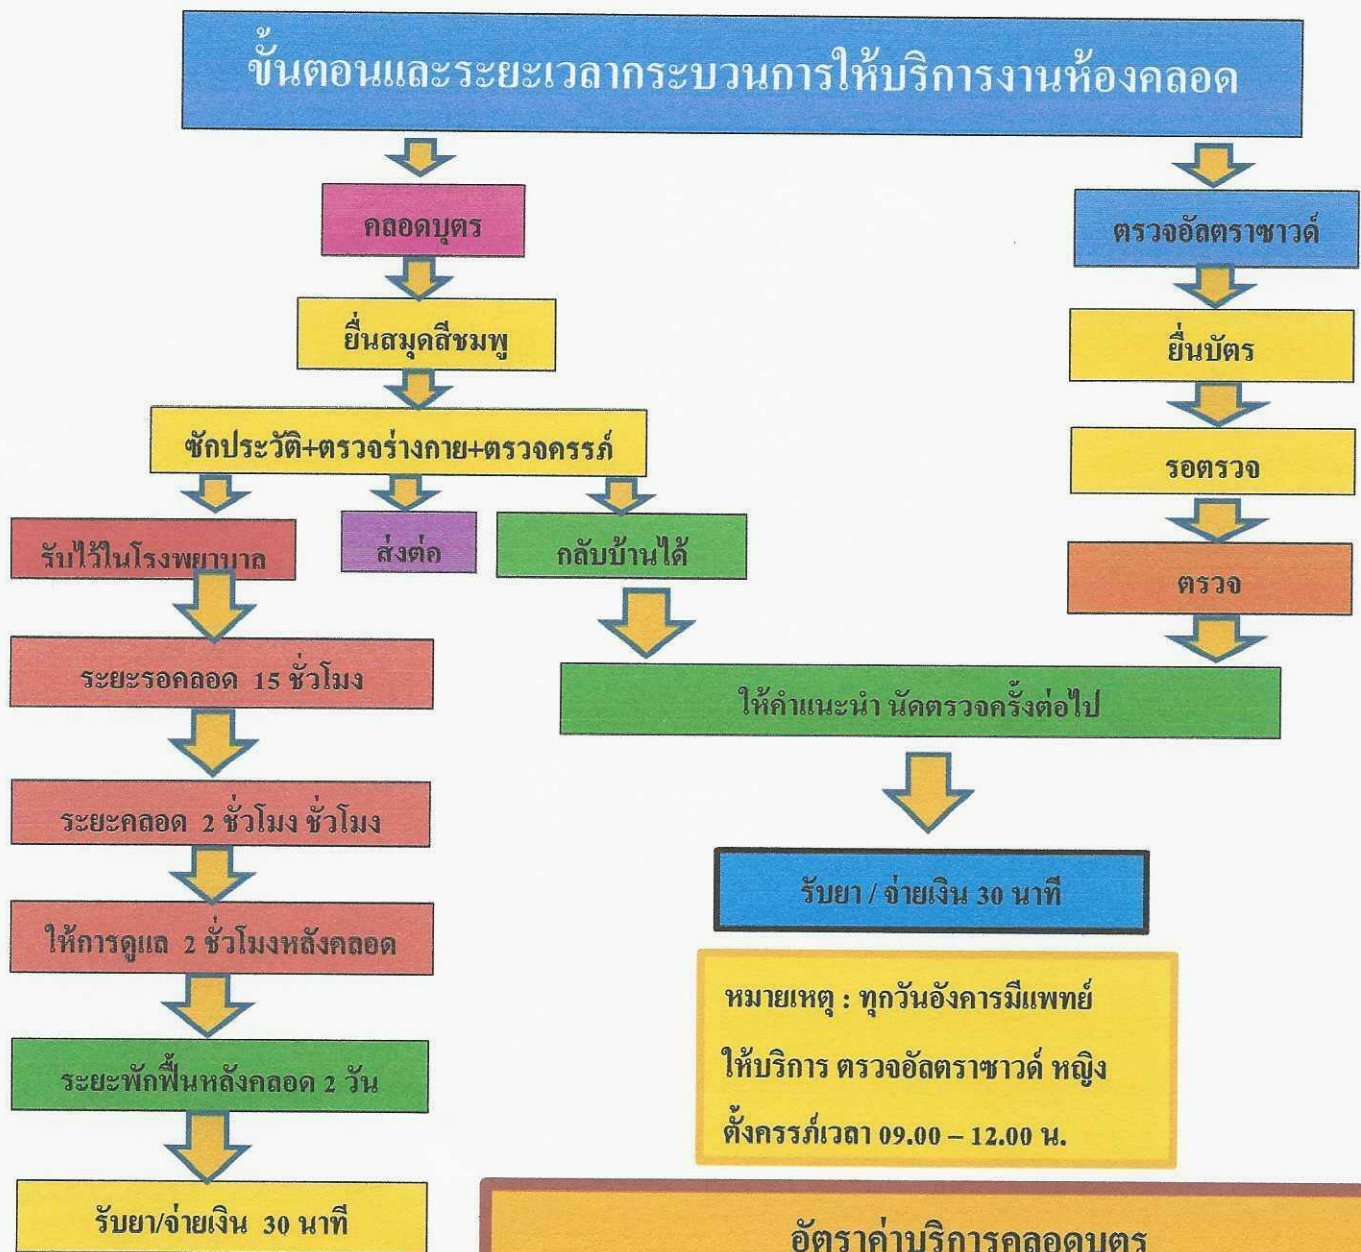 ขั้นตอนและระยะเวลากระบวนการให้บริการงานห้องคลอด
คลอดบุตร
ยื่นสมุดสีชมพู
ซักประวัติ+ตรวจร่างกาย+ตรวจครรภ์
รับไว้ในโรงพยาบาล
ส่งต่อ
กลับบ้านได้
ระยะรอคลอด 15 ชั่วโมง
ระยะคลอด 2 ชั่วโมง ชั่วโมง
ให้การดูแล 2 ชั่วโมงหลังคลอด
ระยะพักฟื้นหลังคลอด 2 วัน
รับยา/จ่ายเงิน 30 นาที
ตรวจอัลตราซาวด์
ยื่นบัตร
รอตรวจ
ตรวจ
ให้คำแนะนำ นัดตรวจครั้งต่อไป
รับยา / จ่ายเงิน 30 นาที
หมายเหตุ : ทุกวันอังคารมีแพทย์
ให้บริการ ตรวจอัลตราซาวด์ หญิง
ตั้งครรภ์เวลา 09.00 – 12.00 น.
อัตราค่าบริการคลอดบุตร